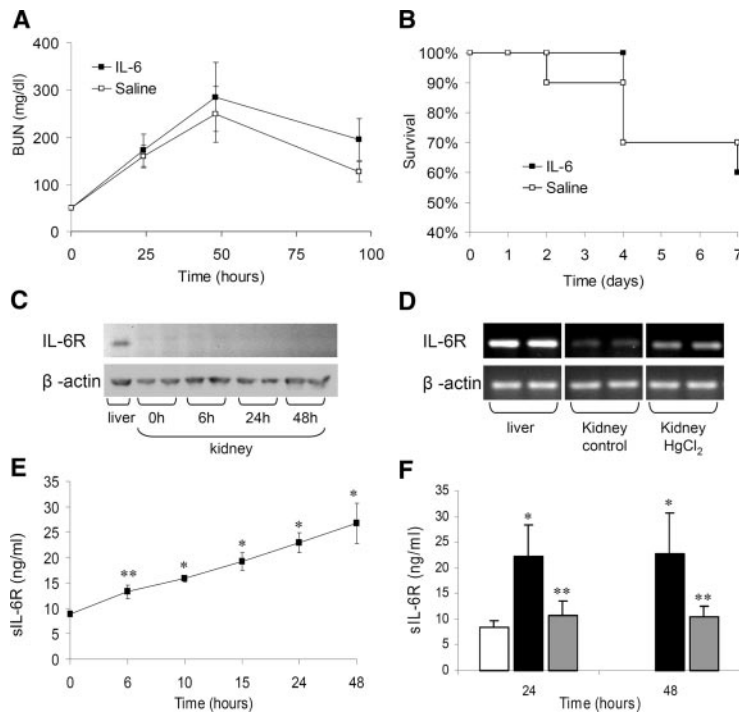 A
400
300
200
100
0
BUN (mg/dl)
IL-6
Saline
0 25 50 75 100
Time (hours)
B
100%
90%
80%
70%
60%
50%
40%
Survival
IL-6
Saline
0 1 2 3 4 5 6 7
Time (days)
C
IL-6R
β -actin
liver 0h 6h 24h 48h
kidney
D
IL-6R
β -actin
liver Kidney control Kidney HgCl₂
E
35
30
25
20
15
10
5
0
sIL-6R (ng/ml)
** * * * *
0 6 10 15 24 48
Time (hours)
F
35
30
25
20
15
10
5
0
sIL-6R (ng/ml)
* ** * **
24 48
Time (hours)